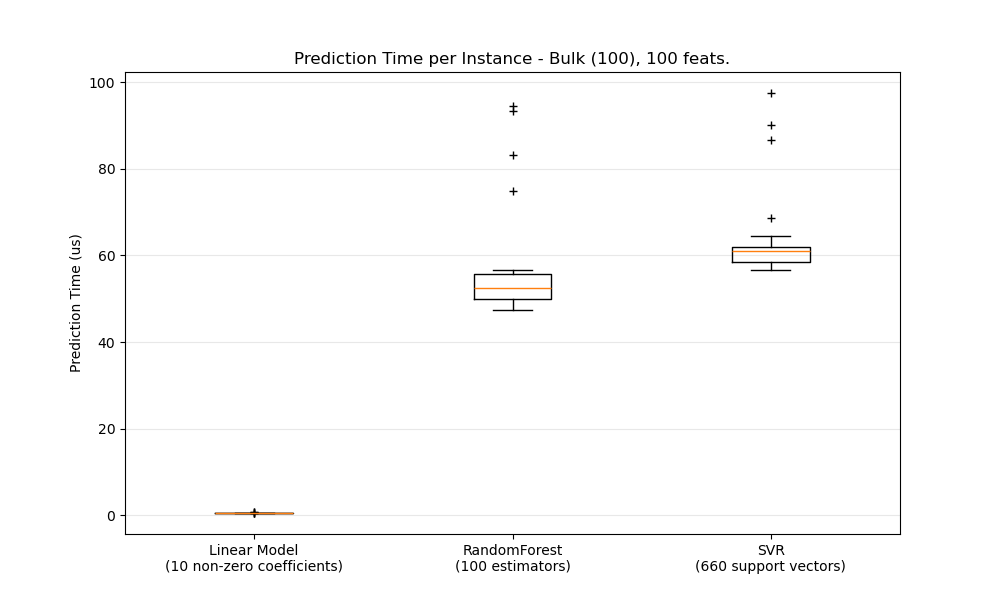 Prediction Time per Instance - Bulk (100), 100 feats.
Prediction Time (us)
100
80
60
40
20
0
Linear Model
(10 non-zero coefficients)
RandomForest
(100 estimators)
SVR
(660 support vectors)